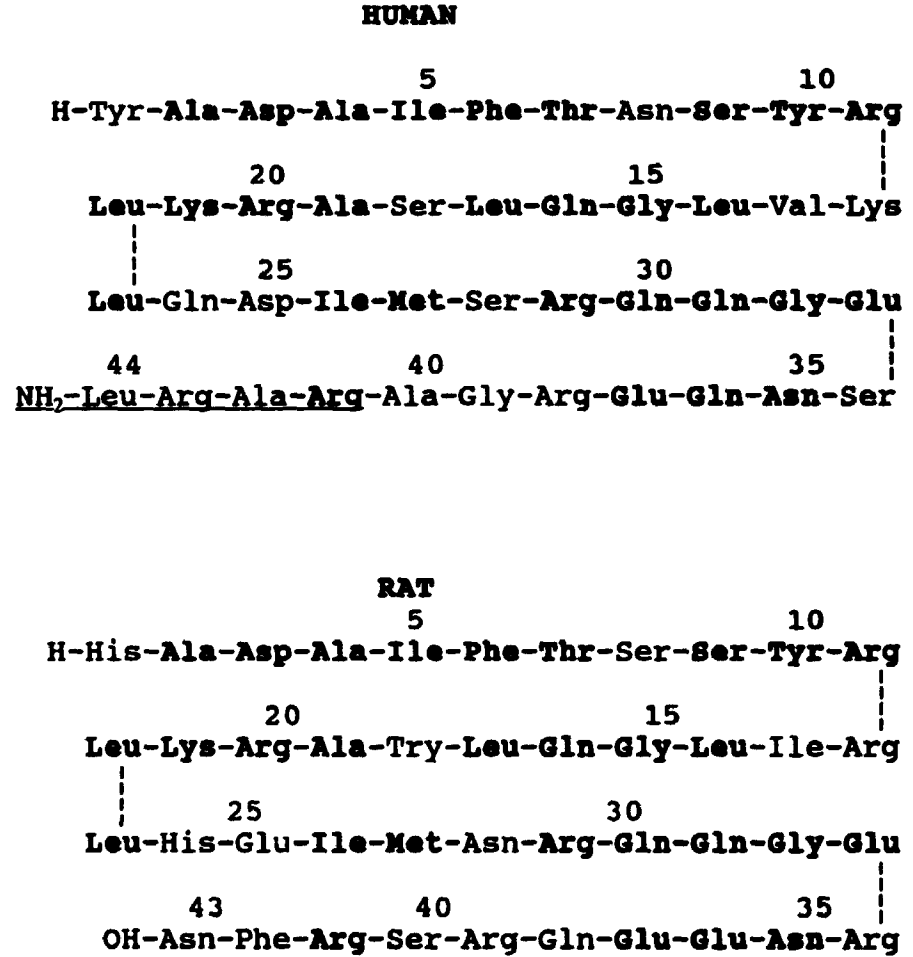 HUMAN
5 10
H-Tyr-Ala-Asp-Ala-Ile-Phe-Thr-Asn-Ser-Tyr-Arg
20 15
Leu-Lys-Arg-Ala-Ser-Leu-Gln-Gly-Leu-Val-Lys
25 30
Leu-Gln-Asp-Ile-Met-Ser-Arg-Gln-Gln-Gly-Glu
44 40 35
NH₂-Leu-Arg-Ala-Arg-Ala-Gly-Arg-Glu-Gln-Asn-Ser
RAT
5 10
H-His-Ala-Asp-Ala-Ile-Phe-Thr-Ser-Ser-Tyr-Arg
20 15
Leu-Lys-Arg-Ala-Try-Leu-Gln-Gly-Leu-Ile-Arg
25 30
Leu-His-Glu-Ile-Met-Asn-Arg-Gln-Gln-Gly-Glu
43 40 35
OH-Asn-Phe-Arg-Ser-Arg-Gln-Glu-Glu-Asn-Arg